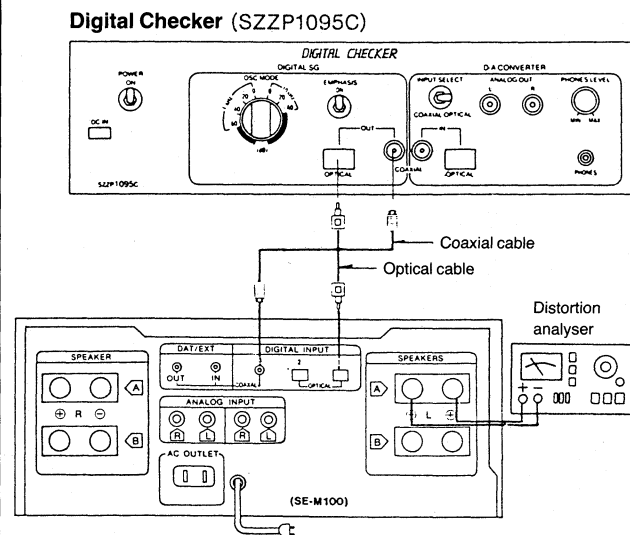 Digital Checker (SZZP1095C)
DIGITAL CHECKER
DIGITAL SG
D-A CONVERTER
POWER
ON
OSC MODE
EMPHASIS
ON
INPUT SELECT
ANALOG OUT
PHONES LEVEL
L
R
DC IN
COAXIAL OPTICAL
MIN MAX
OUT
IN
OPTICAL
COAXIAL
OPTICAL
PHONES
SZZP1095C
Coaxial cable
Optical cable
Distortion
analyser
SPEAKER
DAT/EXT
DIGITAL INPUT
SPEAKERS
2
OUT
IN
COAXIAL
OPTICAL
A
A
+ R -
ANALOG INPUT
L +
B
R
L
R
L
B
AC OUTLET
(SE-M100)
+ -